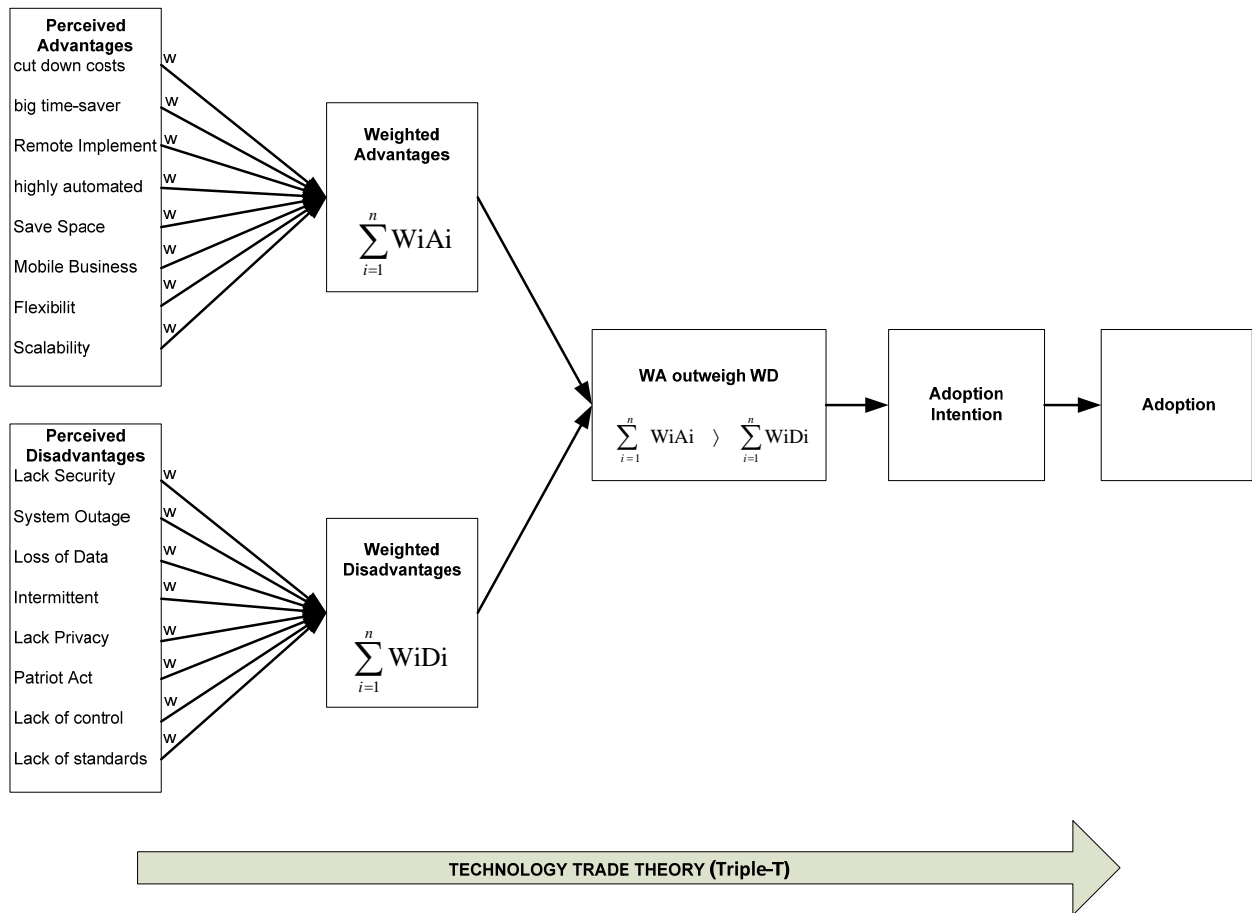 Perceived
Advantages
cut down costs w
big time-saver w
Remote Implement w
highly automated w
Save Space w
Mobile Business w
Flexibilit w
Scalability w
Weighted
Advantages
n
∑ WiAi
i=1
Perceived
Disadvantages
Lack Security w
System Outage w
Loss of Data w
Intermittent w
Lack Privacy w
Patriot Act w
Lack of control w
Lack of standards w
Weighted
Disadvantages
n
∑ WiDi
i=1
WA outweigh WD
n n
∑ WiAi 〉 ∑ WiDi
i=1 i=1
Adoption
Intention
Adoption
TECHNOLOGY TRADE THEORY (Triple-T)